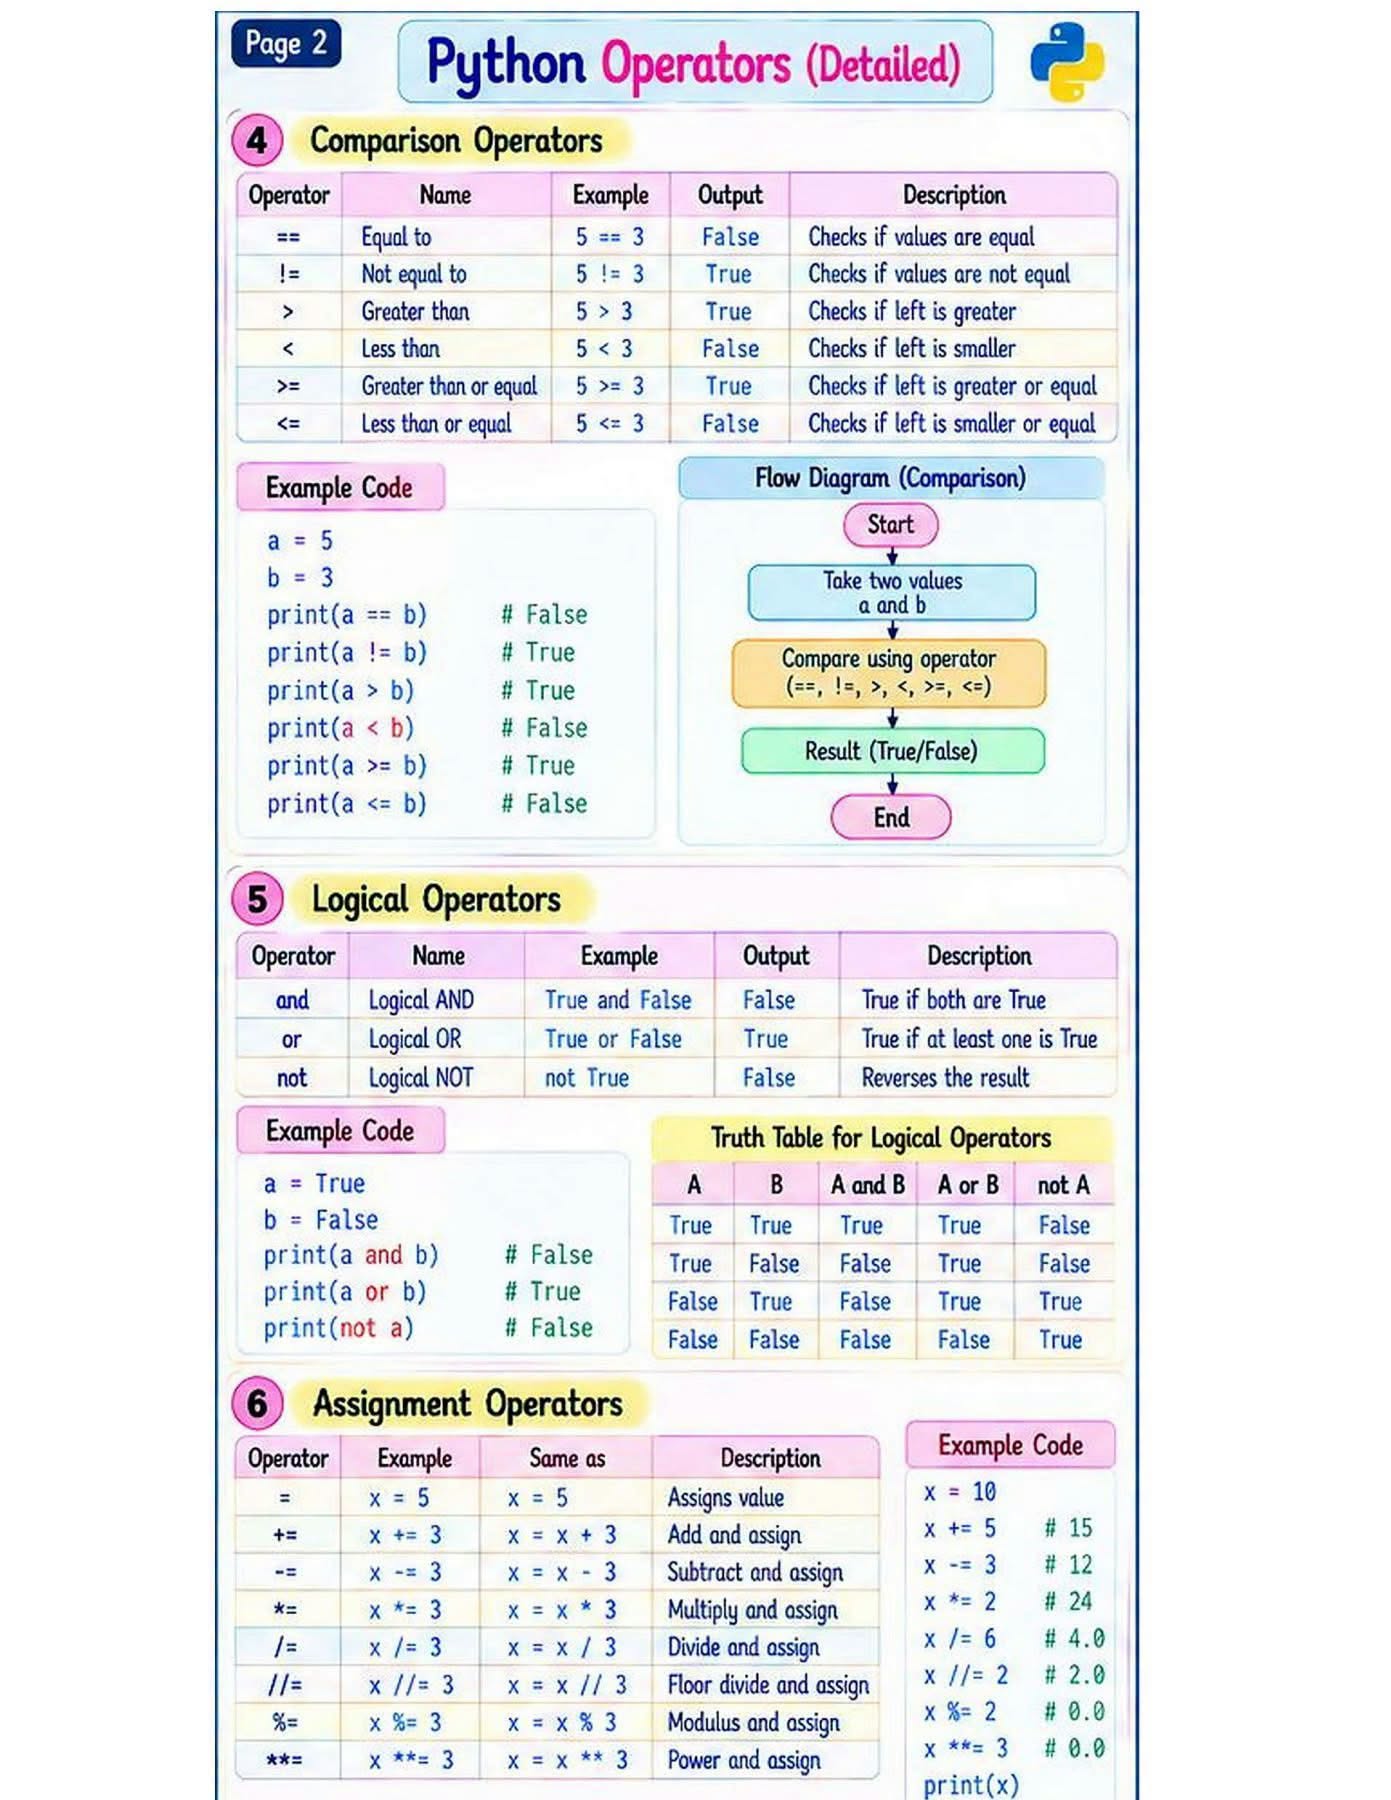 Page 2
Python Operators (Detailed)
4 Comparison Operators
Operator Name Example Output Description
== Equal to 5 == 3 False Checks if values are equal
!= Not equal to 5 != 3 True Checks if values are not equal
> Greater than 5 > 3 True Checks if left is greater
< Less than 5 < 3 False Checks if left is smaller
>= Greater than or equal 5 >= 3 True Checks if left is greater or equal
<= Less than or equal 5 <= 3 False Checks if left is smaller or equal
Example Code
a = 5
b = 3
print(a == b) # False
print(a != b) # True
print(a > b) # True
print(a < b) # False
print(a >= b) # True
print(a <= b) # False
Flow Diagram (Comparison)
Start
Take two values
a and b
Compare using operator
(==, !=, >, <, >=, <=)
Result (True/False)
End
5 Logical Operators
Operator Name Example Output Description
and Logical AND True and False False True if both are True
or Logical OR True or False True True if at least one is True
not Logical NOT not True False Reverses the result
Example Code
a = True
b = False
print(a and b) # False
print(a or b) # True
print(not a) # False
Truth Table for Logical Operators
A B A and B A or B not A
True True True True False
True False False True False
False True False True True
False False False False True
6 Assignment Operators
Operator Example Same as Description
= x = 5 x = 5 Assigns value
+= x += 3 x = x + 3 Add and assign
-= x -= 3 x = x - 3 Subtract and assign
*= x *= 3 x = x * 3 Multiply and assign
/= x /= 3 x = x / 3 Divide and assign
//= x //= 3 x = x // 3 Floor divide and assign
%= x %= 3 x = x % 3 Modulus and assign
**= x **= 3 x = x ** 3 Power and assign
Example Code
x = 10
x += 5 # 15
x -= 3 # 12
x *= 2 # 24
x /= 6 # 4.0
x //= 2 # 2.0
x %= 2 # 0.0
x **= 3 # 0.0
print(x)